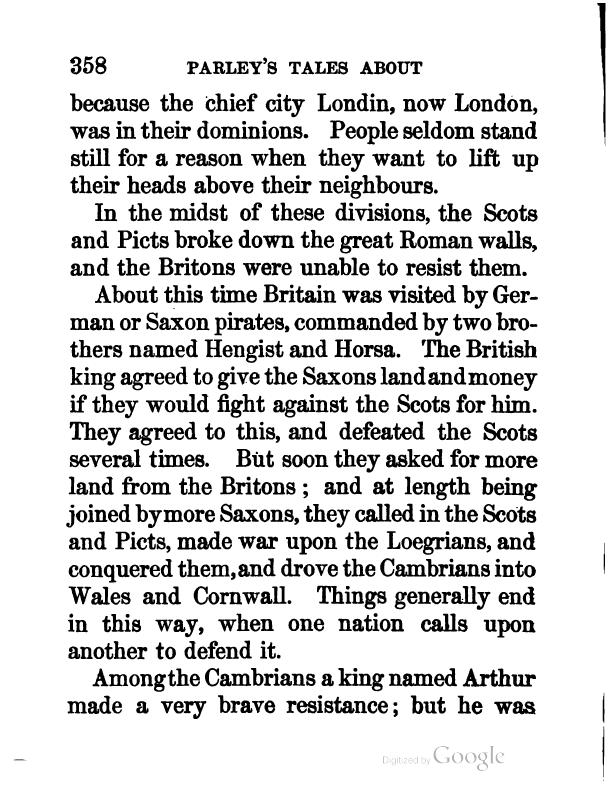 358 PARLEY'S TALES ABOUT
because the chief city Londin, now London,
was in their dominions. People seldom stand
still for a reason when they want to lift up
their heads above their neighbours.
In the midst of these divisions, the Scots
and Picts broke down the great Roman walls,
and the Britons were unable to resist them.
About this time Britain was visited by Ger-
man or Saxon pirates, commanded by two bro-
thers named Hengist and Horsa. The British
king agreed to give the Saxons land and money
if they would fight against the Scots for him.
They agreed to this, and defeated the Scots
several times. But soon they asked for more
land from the Britons; and at length being
joined by more Saxons, they called in the Scots
and Picts, made war upon the Loegrians, and
conquered them, and drove the Cambrians into
Wales and Cornwall. Things generally end
in this way, when one nation calls upon
another to defend it.
Among the Cambrians a king named Arthur
made a very brave resistance; but he was
Digitized by Google